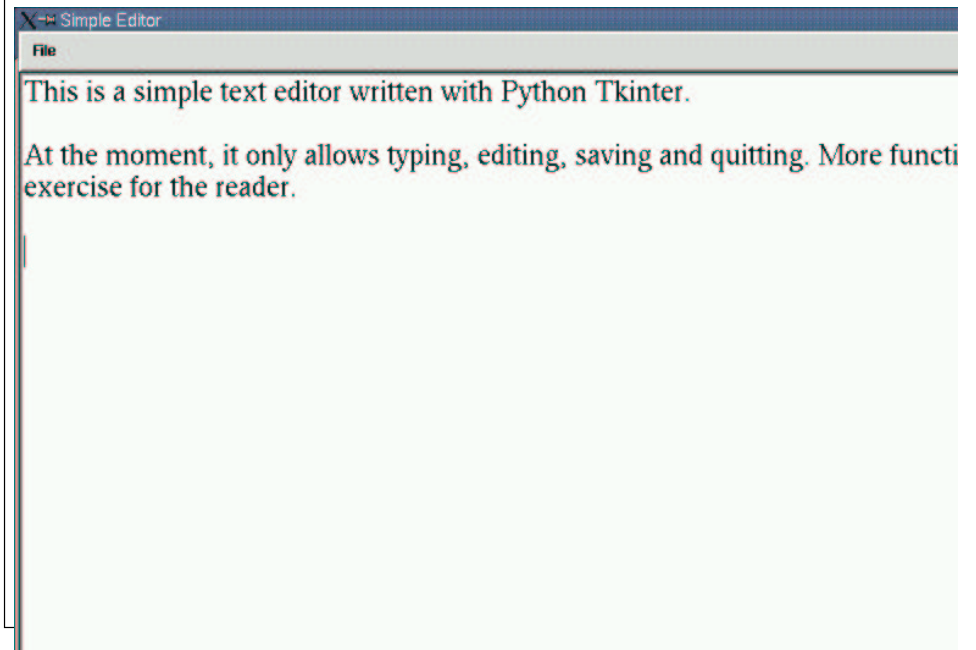 Simple Editor
File
This is a simple text editor written with Python Tkinter.
At the moment, it only allows typing, editing, saving and quitting. More functi
exercise for the reader.